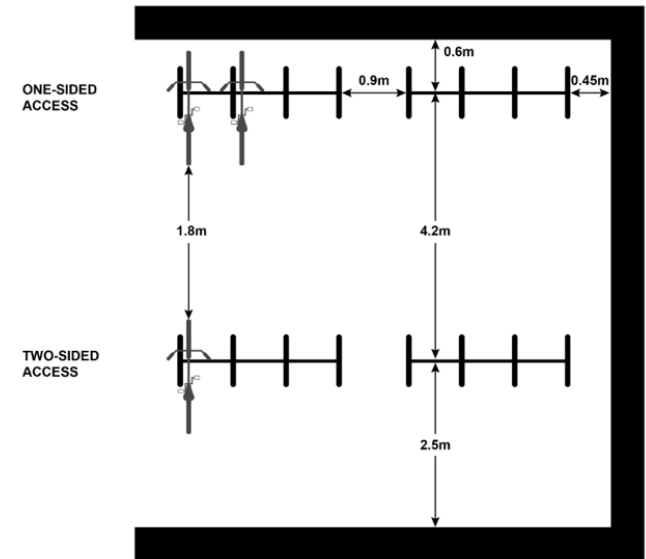 0.6m
ONE-SIDED
ACCESS
0.9m
0.45m
1.8m
4.2m
TWO-SIDED
ACCESS
2.5m